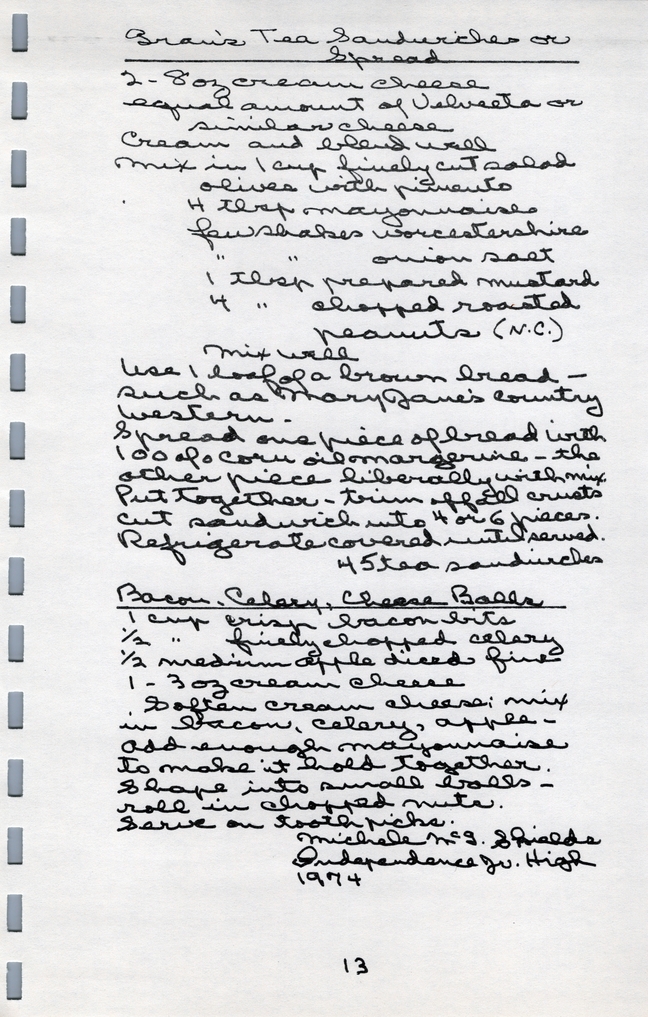 Bran's Tea Sandwiches or
Spread
2 - 8 oz cream cheese
equal amount of Velveeta or
similar cheese
Cream and blend well
Mix in 1 cup finely cut salad
olives with pimento
4 tbsp mayonnaise
few shakes worcestershire
" " onion salt
1 tbsp prepared mustard
4 " chopped roasted
peanuts (N.C.)
Mix well
Use 1 loaf of a brown bread -
such as Mary Jane's country
western.
Spread one piece of bread with
100% corn oil margerine - the
other piece liberally with mix.
Put together - trim off all crusts
cut sandwich into 4 or 6 pieces.
Refrigerate covered until served.
45 tea sandwiches
Bacon, Celery, Cheese Balls
1 cup crisp bacon bits
1/2 " finely chopped celery
1/2 medium apple diced fine
1 - 3 oz cream cheese
Soften cream cheese; mix
in bacon, celery, apple -
add enough mayonnaise
to make it hold together.
Shape into small balls -
roll in chopped nuts.
Serve on toothpicks.
Michele McG. Shields
Independence Jr. High
1974
13